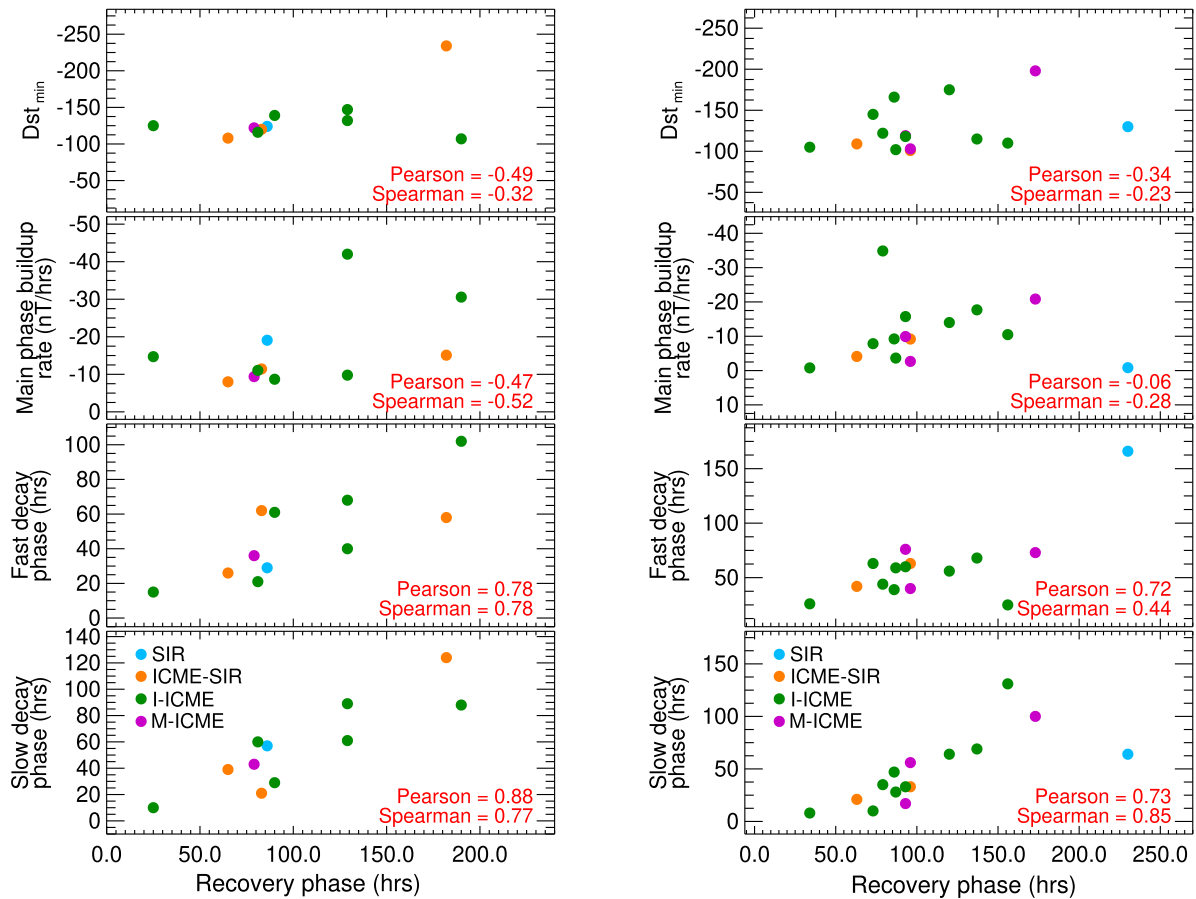 -250
-200
-150
-100
-50
Dst min
Pearson = -0.49
Spearman = -0.32
-50
-40
-30
-20
-10
0
Main phase buildup
rate (nT/hrs)
Pearson = -0.47
Spearman = -0.52
100
80
60
40
20
0
Fast decay
phase (hrs)
Pearson = 0.78
Spearman = 0.78
140
120
100
80
60
40
20
0
Slow decay
phase (hrs)
SIR
ICME-SIR
I-ICME
M-ICME
Pearson = 0.88
Spearman = 0.77
0.0 50.0 100.0 150.0 200.0
Recovery phase (hrs)
-250
-200
-150
-100
-50
Dst min
Pearson = -0.34
Spearman = -0.23
-40
-30
-20
-10
0
10
Main phase buildup
rate (nT/hrs)
Pearson = -0.06
Spearman = -0.28
150
100
50
Fast decay
phase (hrs)
Pearson = 0.72
Spearman = 0.44
150
100
50
0
Slow decay
phase (hrs)
SIR
ICME-SIR
I-ICME
M-ICME
Pearson = 0.73
Spearman = 0.85
0.0 50.0 100.0 150.0 200.0 250.0
Recovery phase (hrs)